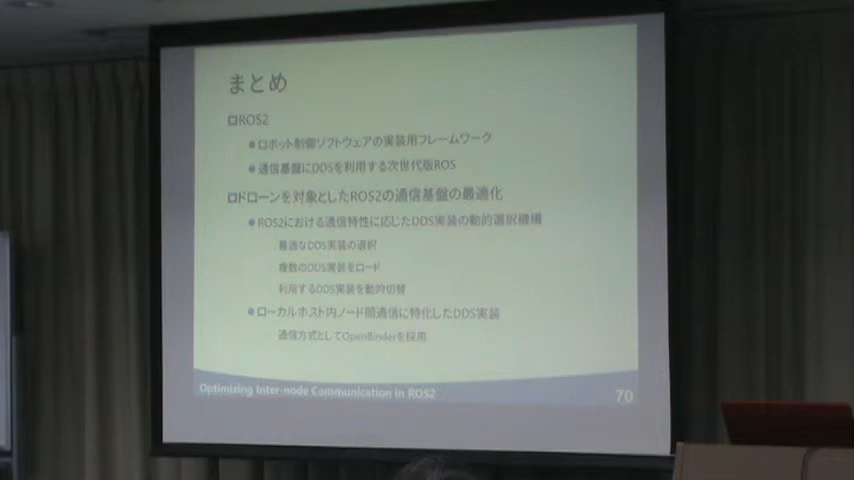 まとめ
ROS2
ロボット制御ソフトウェアの実装用フレームワーク
通信基盤にDDSを利用する次世代版ROS
ドローンを対象としたROS2の通信基盤の最適化
ROS2における通信特性に応じたDDS実装の動的選択機構
最適なDDS実装の選択
複数のDDS実装をロード
利用するDDS実装を動的切替
ローカルホスト内ノード間通信に特化したDDS実装
通信方式としてOpenBinderを採用
Optimizing Inter-node Communication in ROS2
70